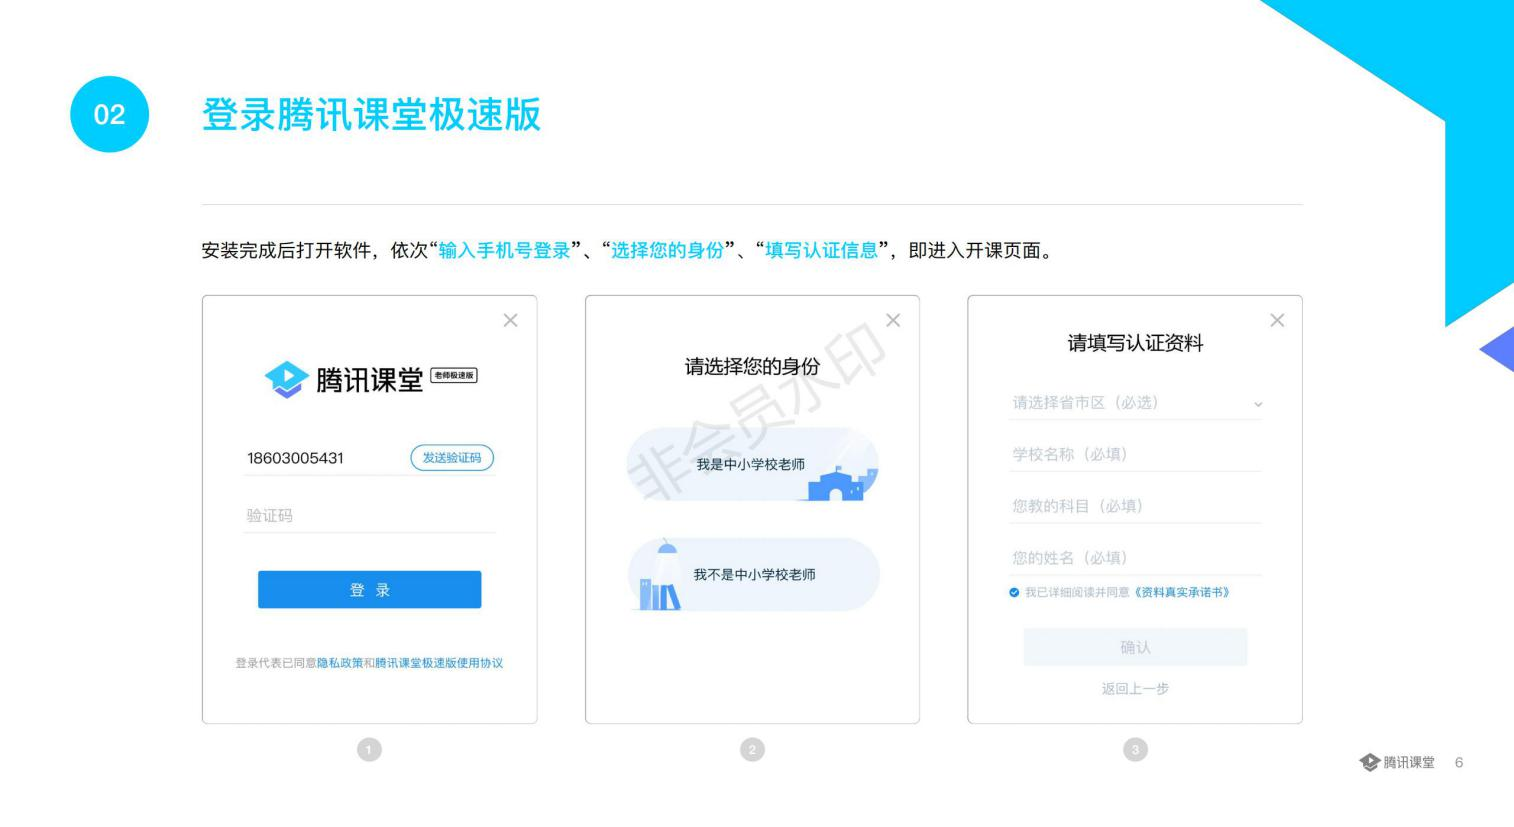 02
登录腾讯课堂极速版
安装完成后打开软件，依次“输入手机号登录”、“选择您的身份”、“填写认证信息”，即进入开课页面。
腾讯课堂 老师极速版
18603005431 发送验证码
验证码
登 录
登录代表已同意隐私政策和腾讯课堂极速版使用协议
1
请选择您的身份
我是中小学校老师
我不是中小学校老师
非会员水印
2
请填写认证资料
请选择省市区（必选）
学校名称（必填）
您教的科目（必填）
您的姓名（必填）
我已详细阅读并同意《资料真实承诺书》
确认
返回上一步
3
腾讯课堂 6